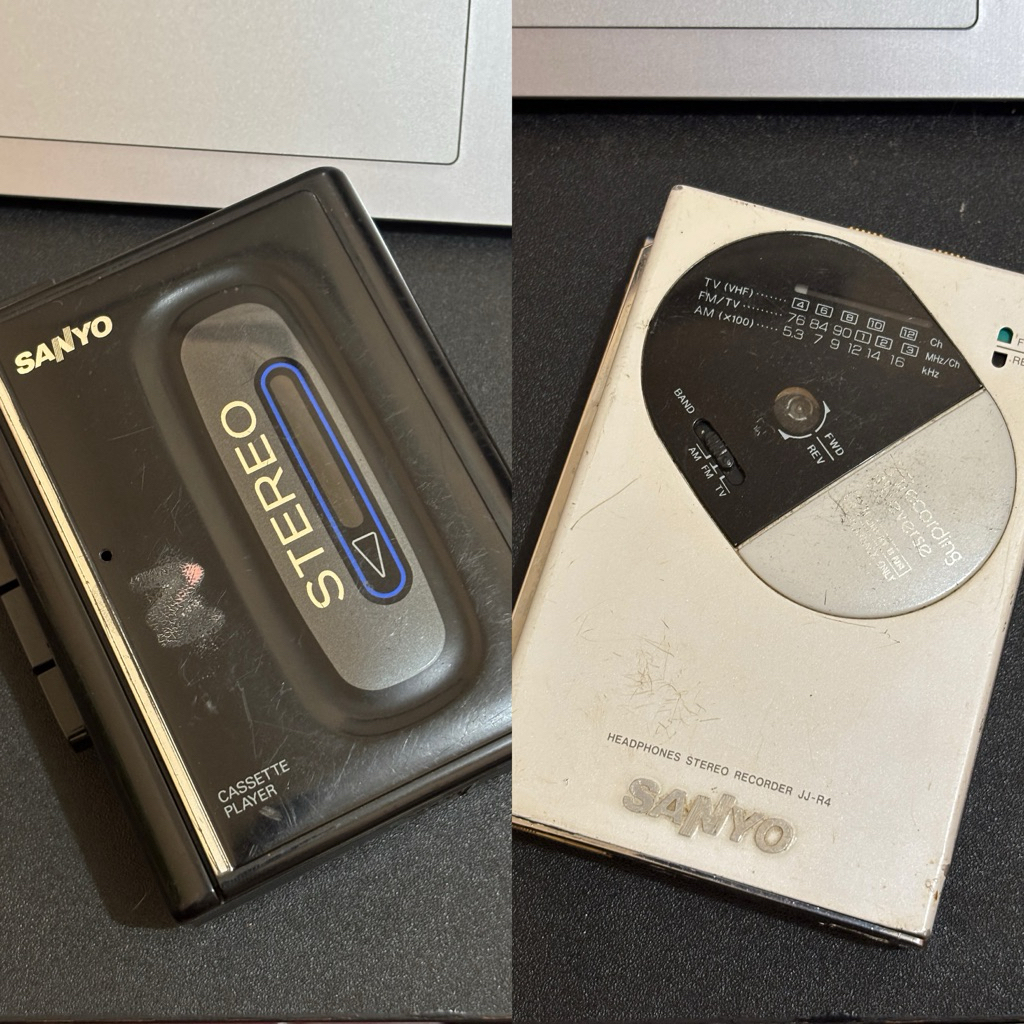 SANYO
STEREO
CASSETTE
PLAYER
TV (VHF) 4 6 8 10 12 Ch
FM/TV 76 84 90 1 2 3 MHz/Ch
AM (×100) 5.3 7 9 12 14 16 kHz
BAND
AM FM TV
FWD
REV
HEADPHONES STEREO RECORDER JJ-R4
SANYO